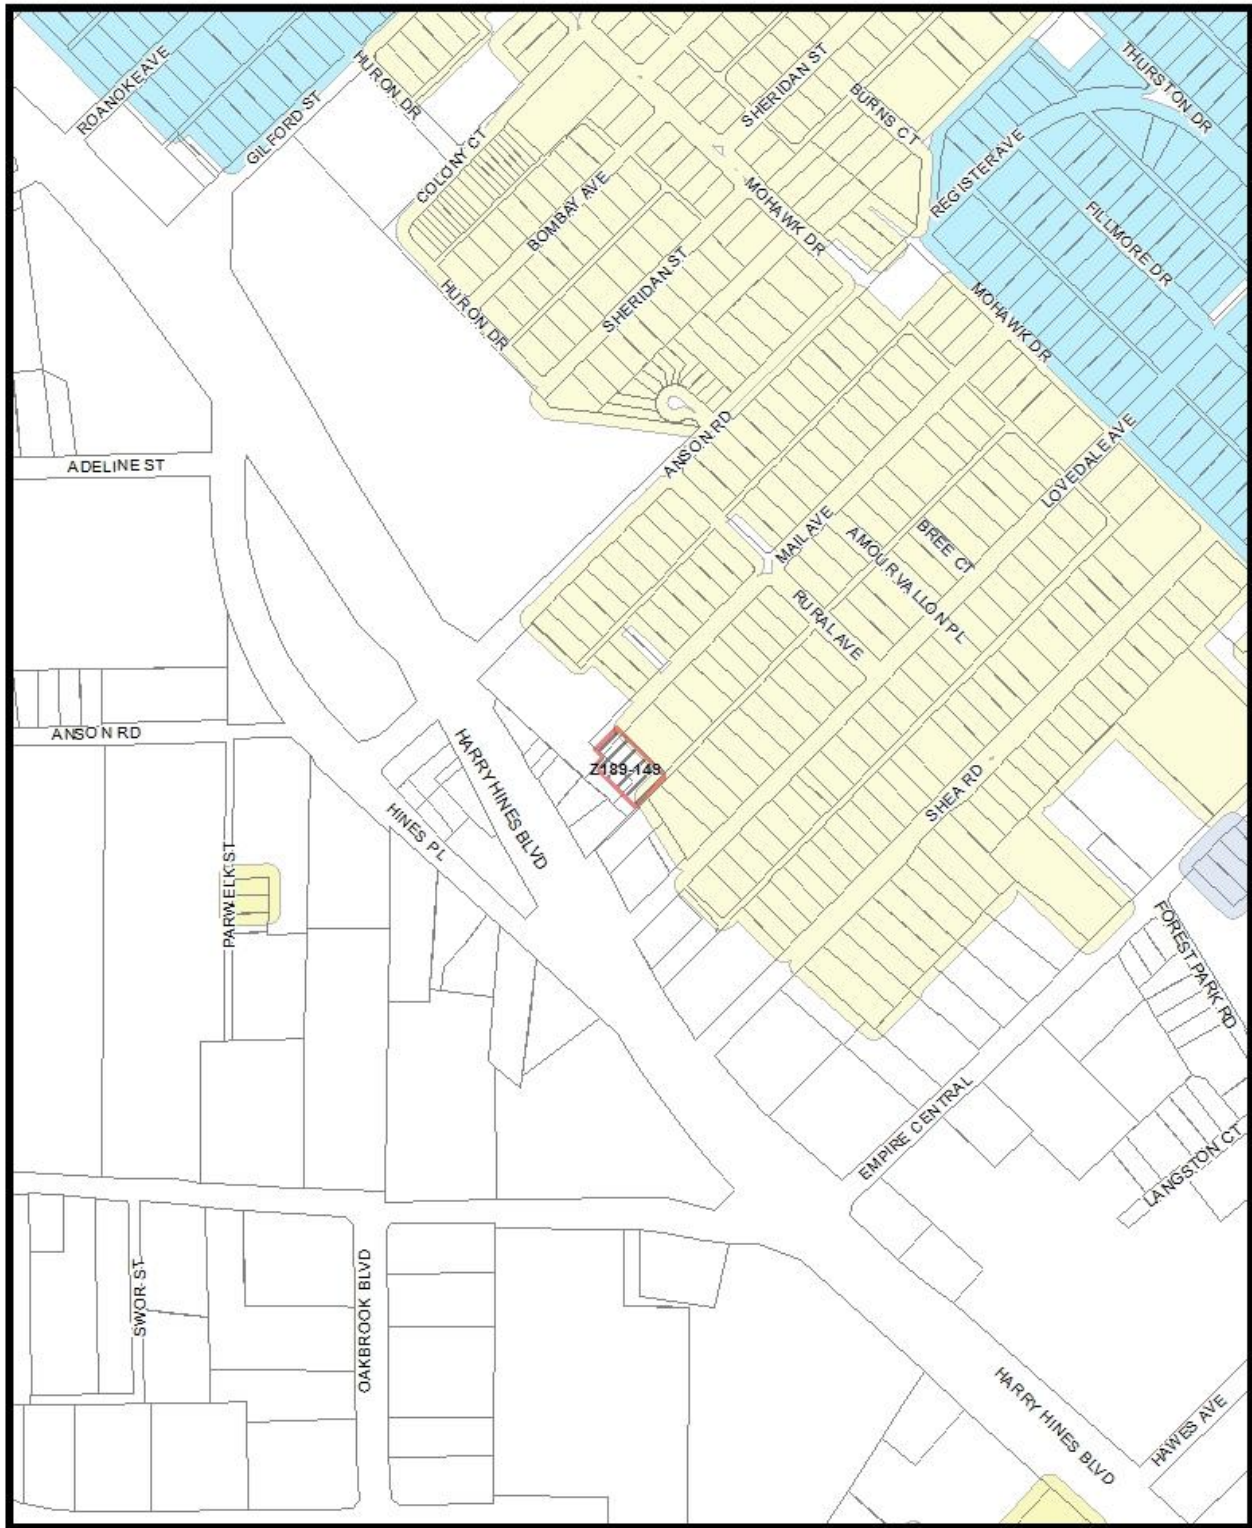 ROANOKE AVE
HURON DR
GILFORD ST
SHERIDAN ST
BURNS CT
THURSTON DR
COLONY CT
REGISTER AVE
BOMBAY AVE
MOHAWK DR
FILLMORE DR
SHERIDAN ST
HURON DR
MOHAWK DR
ANSON RD
LOVEDALE AVE
ADELINE ST
MAIL AVE
BREE CT
AMOUR VALLON PL
RURAL AVE
ANSON RD
HARRY HINES BLVD
Z189-149
SHEA RD
HINES PL
PARWELK ST
FOREST PARK RD
EMPIRE CENTRAL
LANGSTON CT
SWOR ST
OAKBROOK BLVD
HARRY HINES BLVD
HAWES AVE